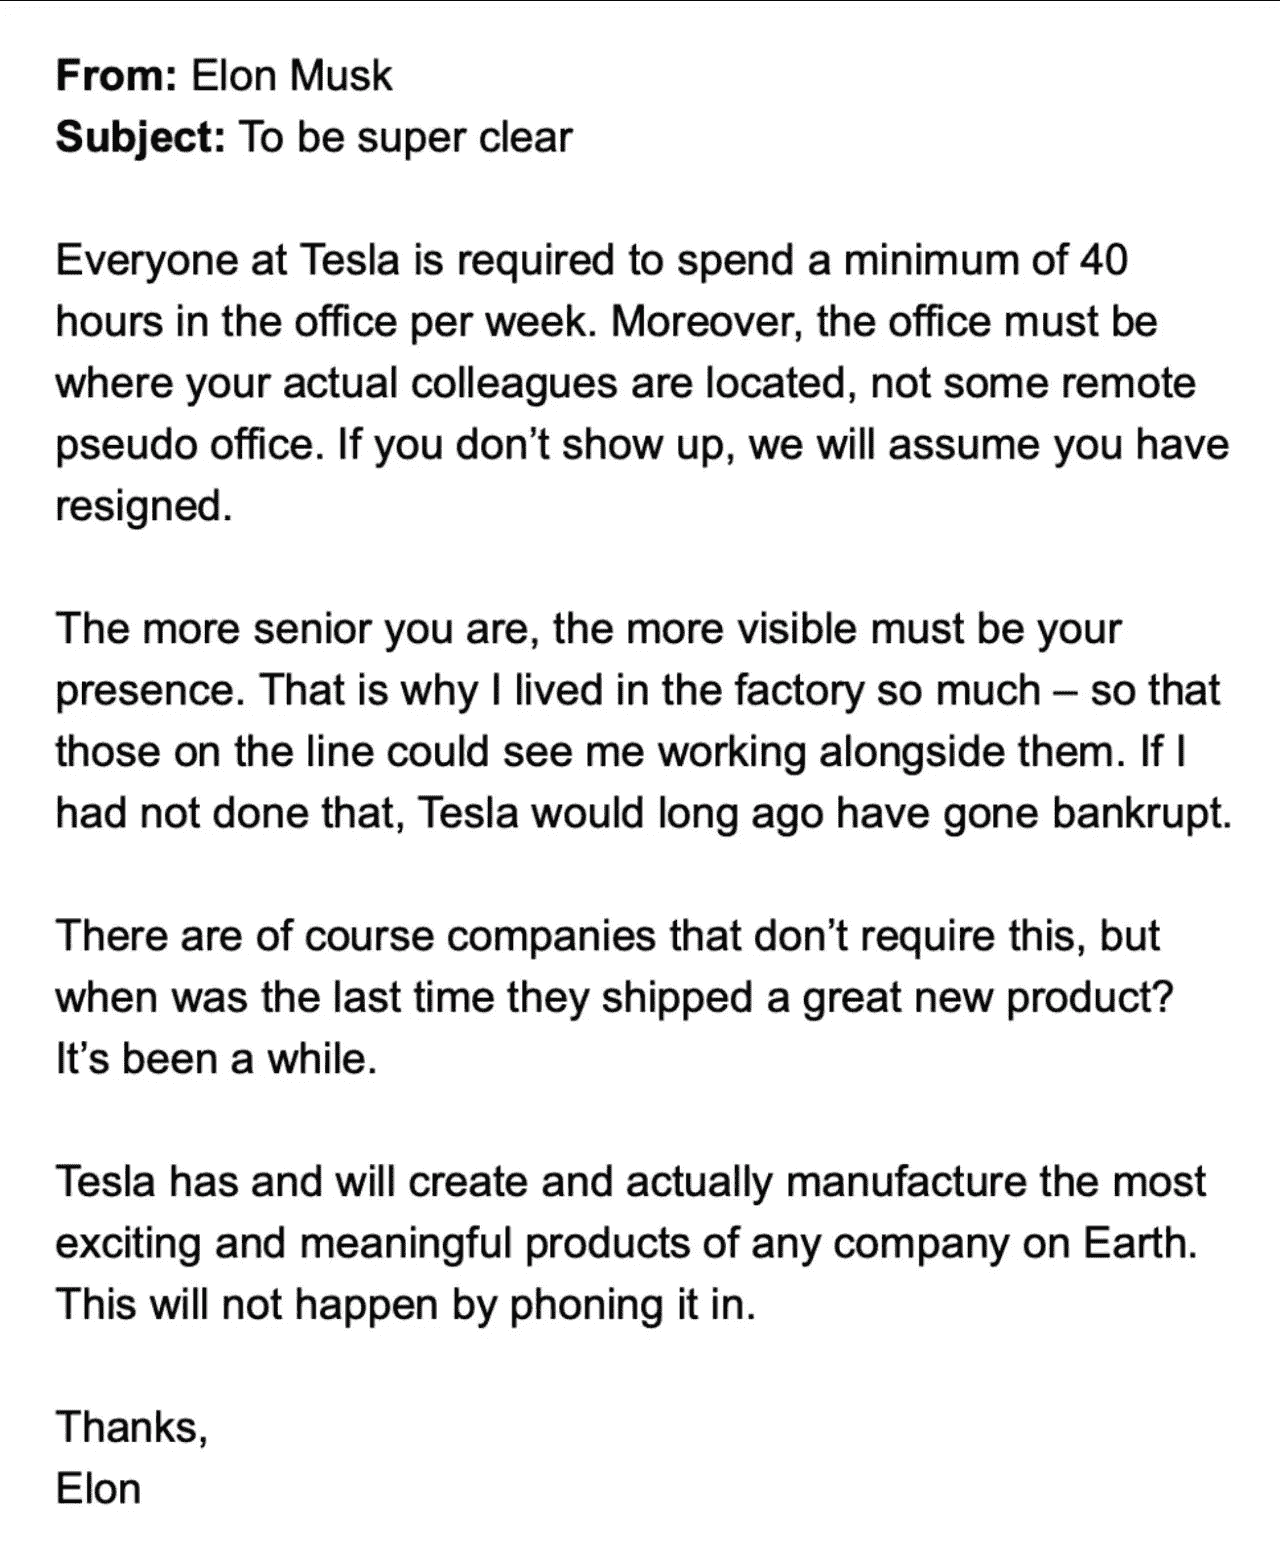 From: Elon Musk
Subject: To be super clear
Everyone at Tesla is required to spend a minimum of 40
hours in the office per week. Moreover, the office must be
where your actual colleagues are located, not some remote
pseudo office. If you don’t show up, we will assume you have
resigned.
The more senior you are, the more visible must be your
presence. That is why I lived in the factory so much – so that
those on the line could see me working alongside them. If I
had not done that, Tesla would long ago have gone bankrupt.
There are of course companies that don’t require this, but
when was the last time they shipped a great new product?
It’s been a while.
Tesla has and will create and actually manufacture the most
exciting and meaningful products of any company on Earth.
This will not happen by phoning it in.
Thanks,
Elon